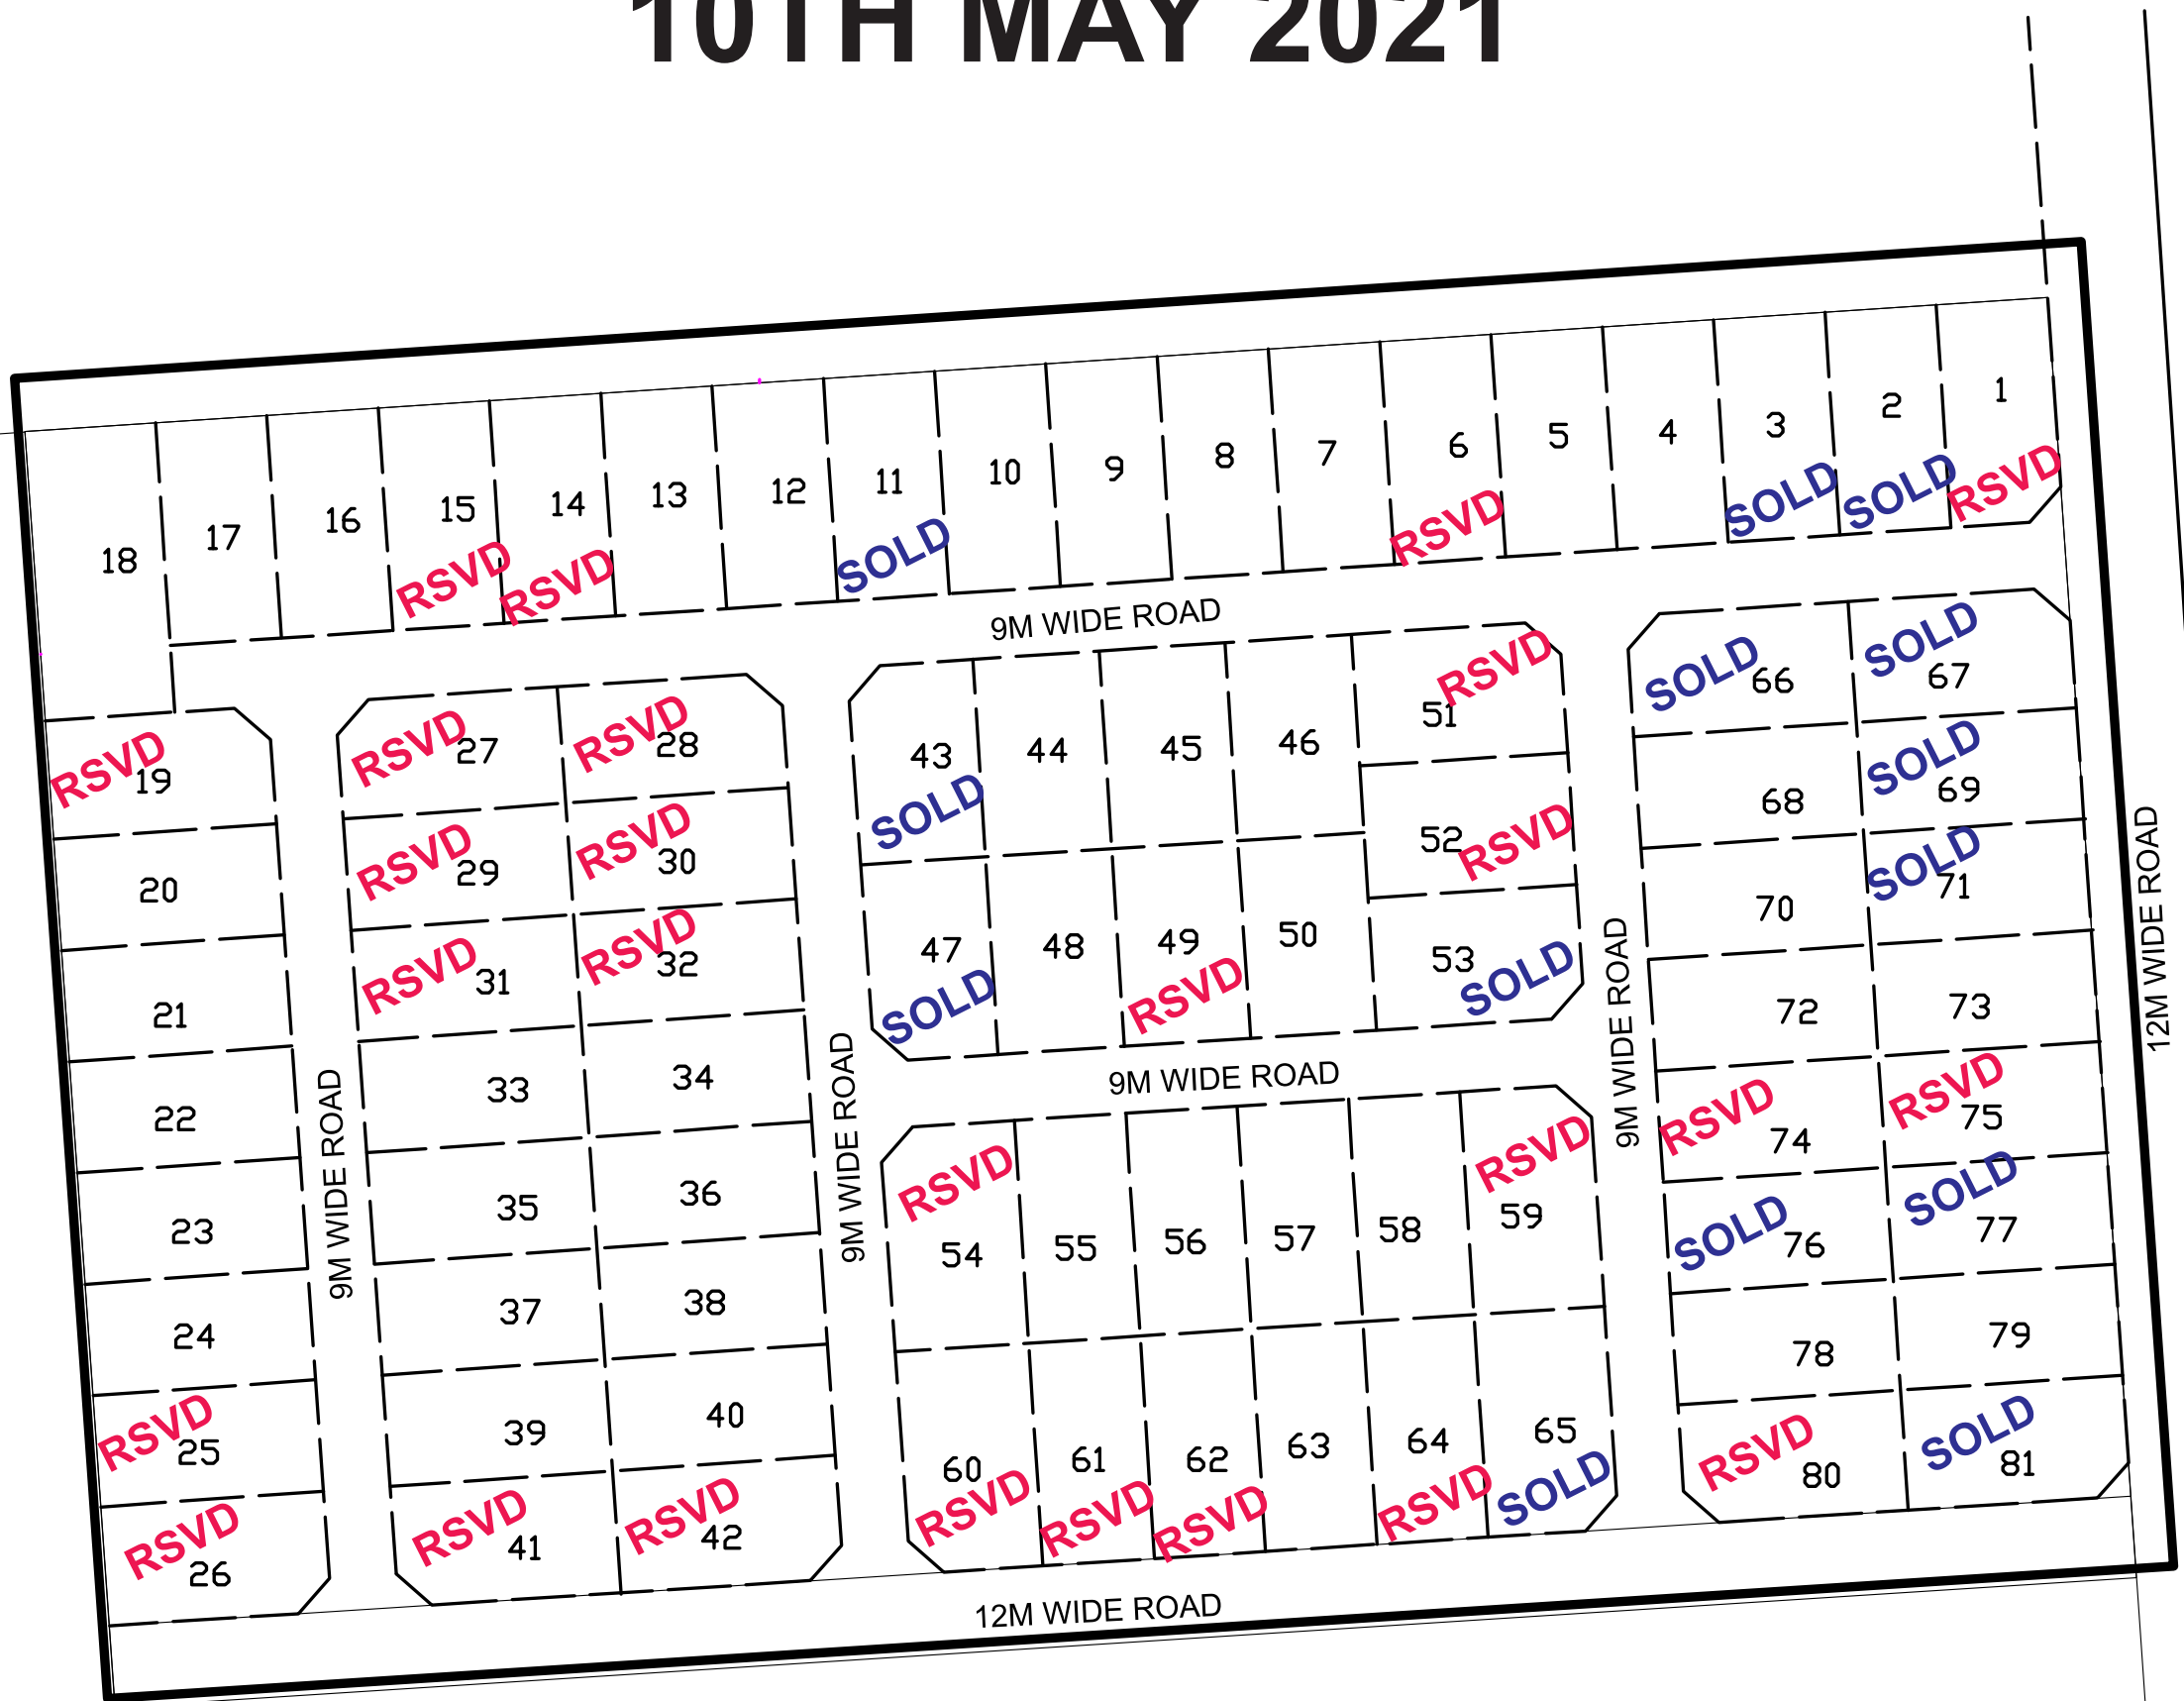 10TH MAY 2021
1
2
3
4
5
6
7
8
9
10
11
12
13
14
15
16
17
18
RSVD
SOLD
SOLD
RSVD
SOLD
RSVD
RSVD
9M WIDE ROAD
RSVD
19
20
21
22
23
24
RSVD
25
RSVD
26
9M WIDE ROAD
RSVD
27
RSVD
28
RSVD
29
RSVD
30
RSVD
31
RSVD
32
33
34
35
36
37
38
39
40
RSVD
41
RSVD
42
9M WIDE ROAD
43
SOLD
44
45
46
47
SOLD
48
49
RSVD
50
RSVD
51
52
RSVD
53
SOLD
9M WIDE ROAD
RSVD
54
55
56
57
58
RSVD
59
60
RSVD
61
RSVD
62
RSVD
63
64
RSVD
65
SOLD
9M WIDE ROAD
SOLD
66
SOLD
67
68
SOLD
69
70
SOLD
71
72
73
RSVD
74
RSVD
75
SOLD
76
SOLD
77
78
79
RSVD
80
SOLD
81
12M WIDE ROAD
12M WIDE ROAD